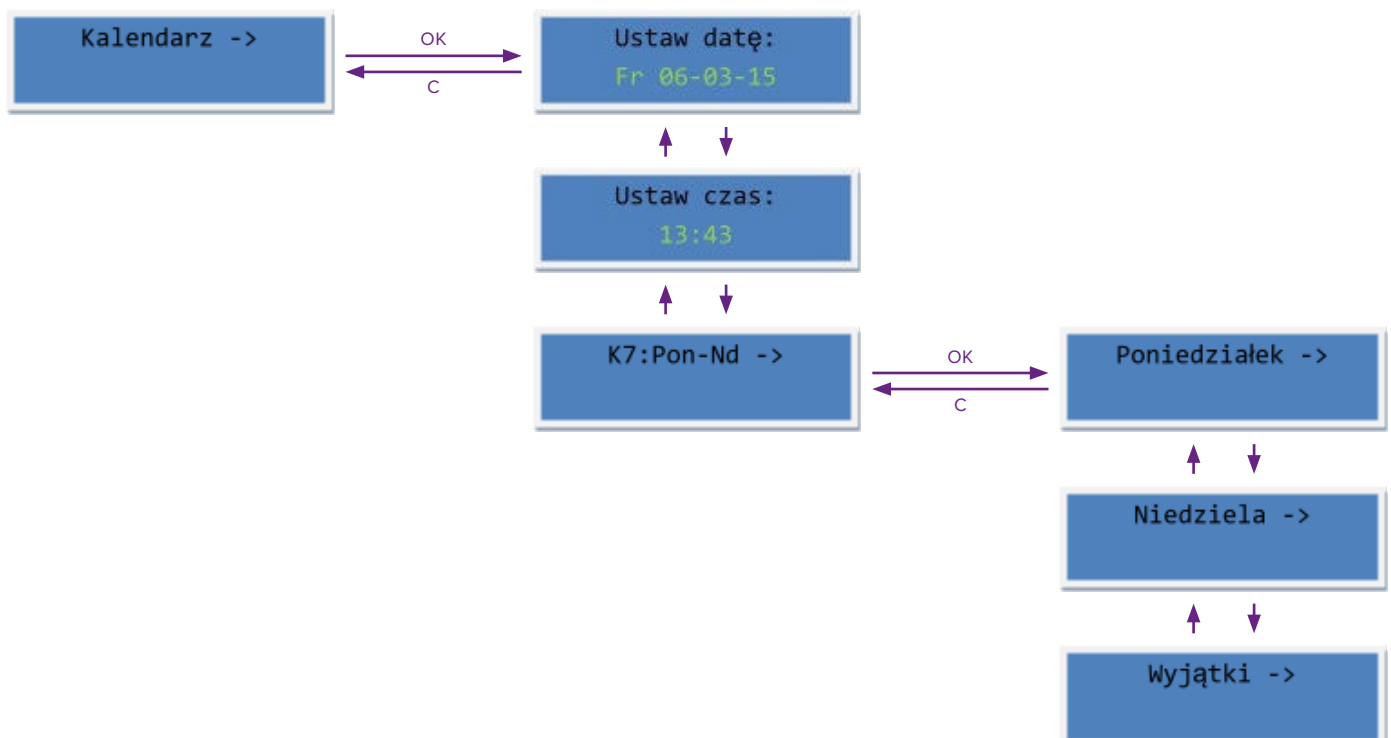 Kalendarz ->
OK
C
Ustaw datę:
Fr 06-03-15
Ustaw czas:
13:43
K7:Pon-Nd ->
OK
C
Poniedziałek ->
Niedziela ->
Wyjątki ->